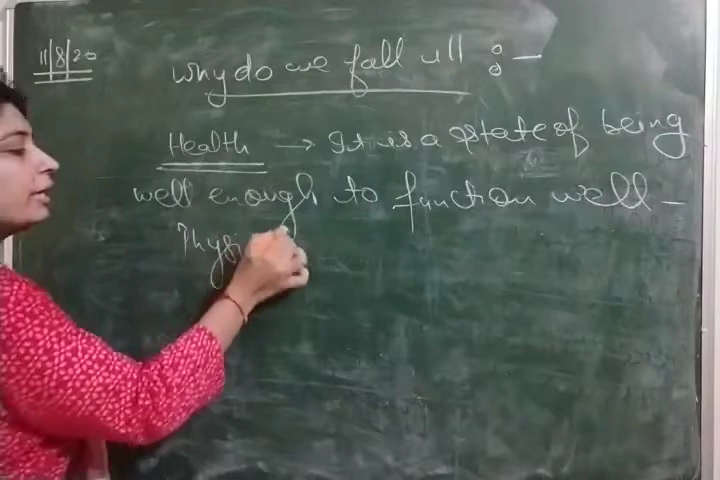 11/8/20
why do we fall ill :-
Health → It is a state of being
well enough to function well -
Physi